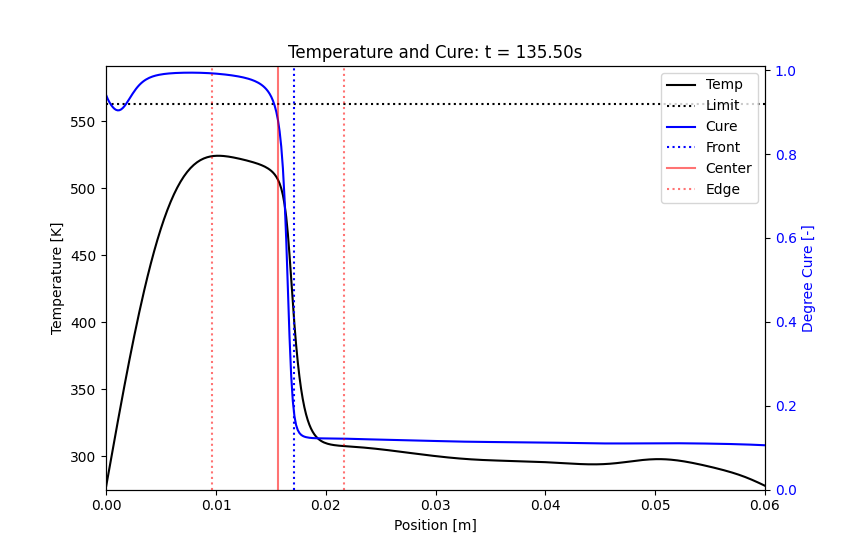 Temperature and Cure: t = 135.50s
Temperature [K]
550
500
450
400
350
300
Temp
Limit
Cure
Front
Center
Edge
1.0
0.8
0.6
0.4
0.2
0.0
Degree Cure [-]
0.00
0.01
0.02
0.03
0.04
0.05
0.06
Position [m]